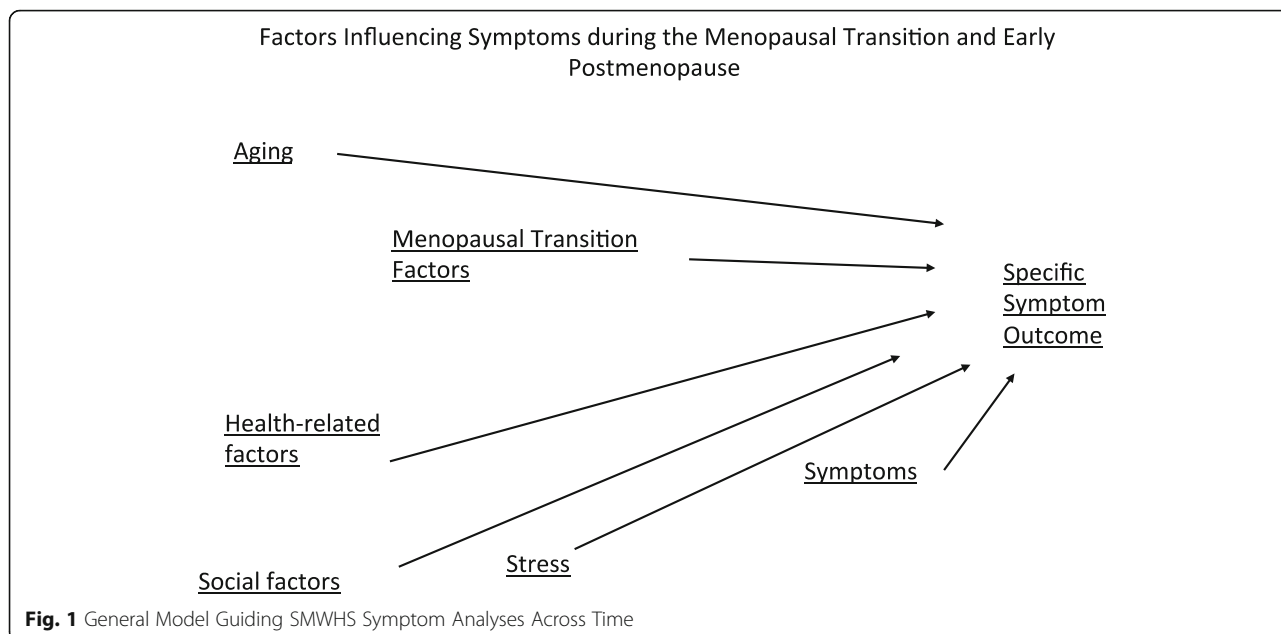 Factors Influencing Symptoms during the Menopausal Transition and Early
Postmenopause
Aging
Menopausal Transition
Factors
Specific
Symptom
Outcome
Health-related
factors
Symptoms
Stress
Social factors
Fig. 1 General Model Guiding SMWHS Symptom Analyses Across Time